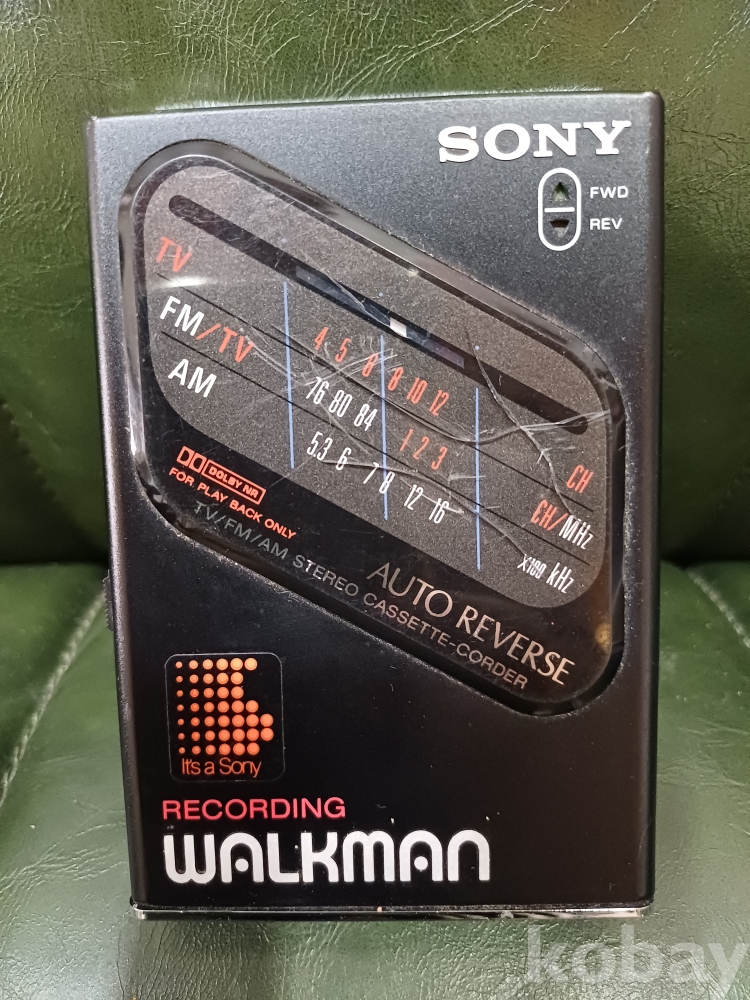 SONY
FWD
REV
TV
4 5 6 8 10 12
CH
FM/TV
76 80 84 1 2 3
CH/MHz
AM
5.3 6 7 8 12 16
X100 kHz
DOLBY NR
FOR PLAY BACK ONLY
AUTO REVERSE
TV/FM/AM STEREO CASSETTE-CORDER
It's a Sony
RECORDING
WALKMAN
kobay